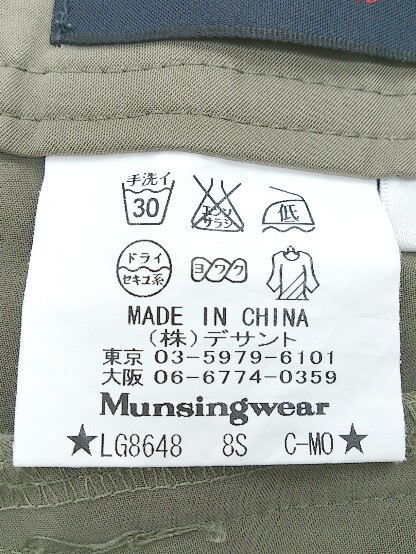 手洗イ
30 エンソ サラシ 低
ドライ セキユ系 ヨワク
MADE IN CHINA
(株)デサント
東京 03-5979-6101
大阪 06-6774-0359
Munsingwear
★LG8648 8S C-MO★